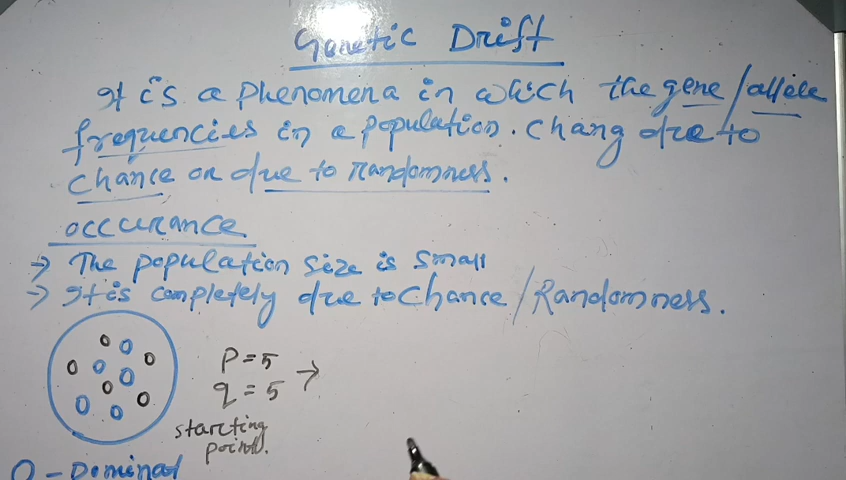 Genetic Drift
It is a phenomena in which the gene/allele
frequencies in a population. Chang due to
chance or due to randomness.
occurance
→ The population size is small
→ It is completely due to chance/Randomness.
P = 5
q = 5 →
starting
point.
O - Dominat